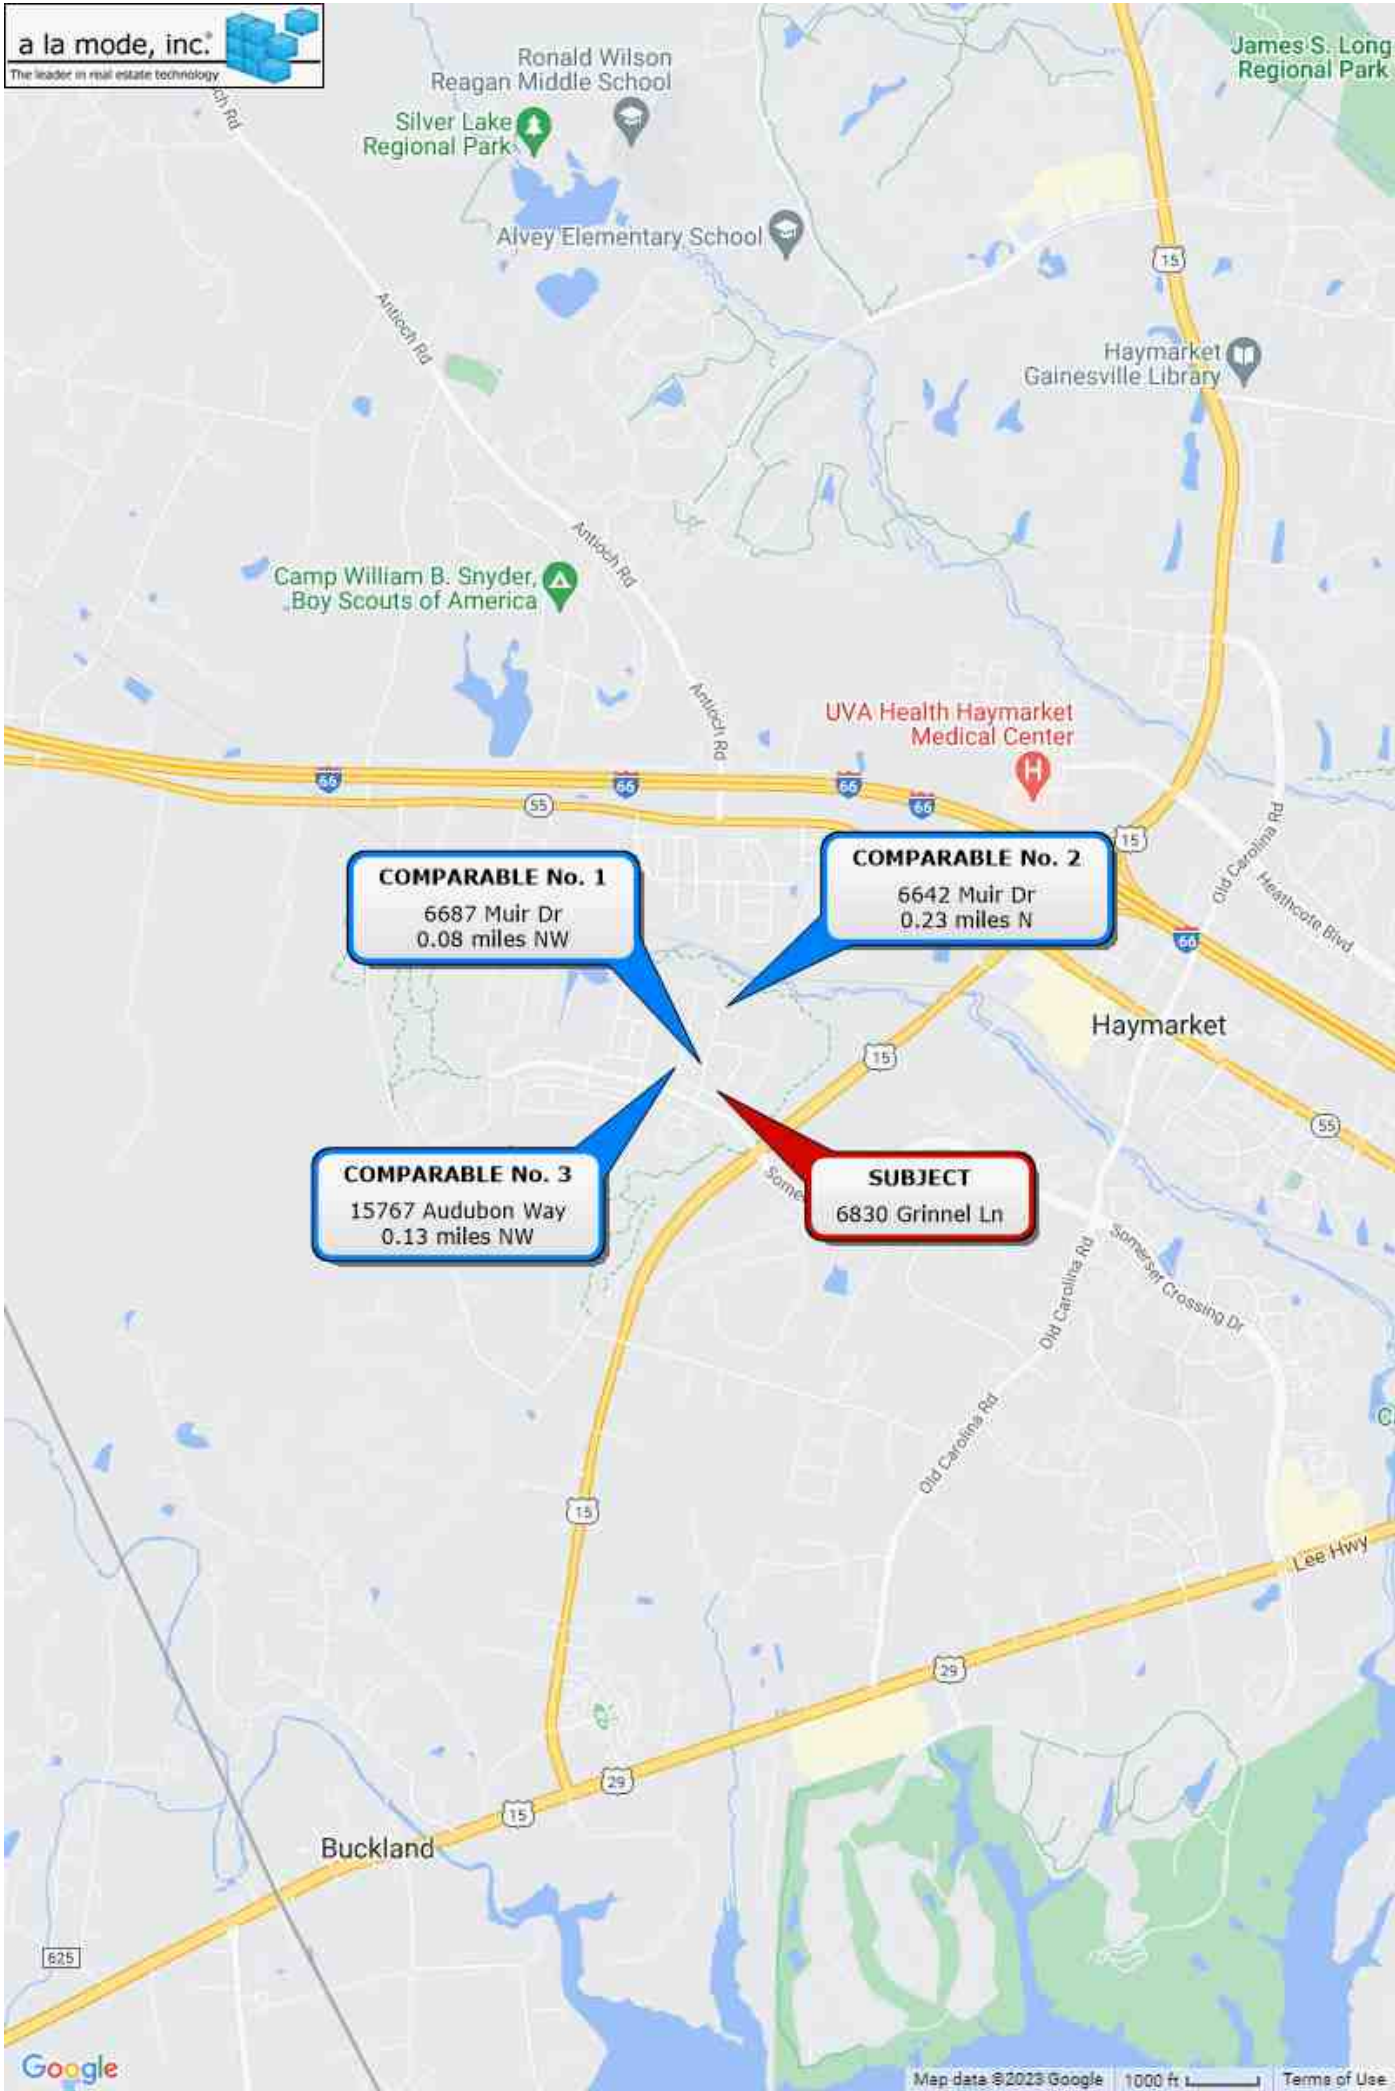 a la mode, inc.
The leader in real estate technology
Ronald Wilson
Reagan Middle School
James S. Long
Regional Park
Silver Lake
Regional Park
Alvey Elementary School
15
Antioch Rd
Haymarket
Gainesville Library
Antioch Rd
Camp William B. Snyder,
Boy Scouts of America
Antioch Rd
UVA Health Haymarket
Medical Center
H
66
66
66
66
55
15
Old Carolina Rd
Heathcote Blvd
COMPARABLE No. 1
6687 Muir Dr
0.08 miles NW
COMPARABLE No. 2
6642 Muir Dr
0.23 miles N
66
Haymarket
15
55
COMPARABLE No. 3
15767 Audubon Way
0.13 miles NW
SUBJECT
6830 Grinnel Ln
Some
Old Carolina Rd
Somerset Crossing Dr
Old Carolina Rd
15
Lee Hwy
29
29
15
Buckland
625
Google
Map data ©2023 Google
1000 ft
Terms of Use